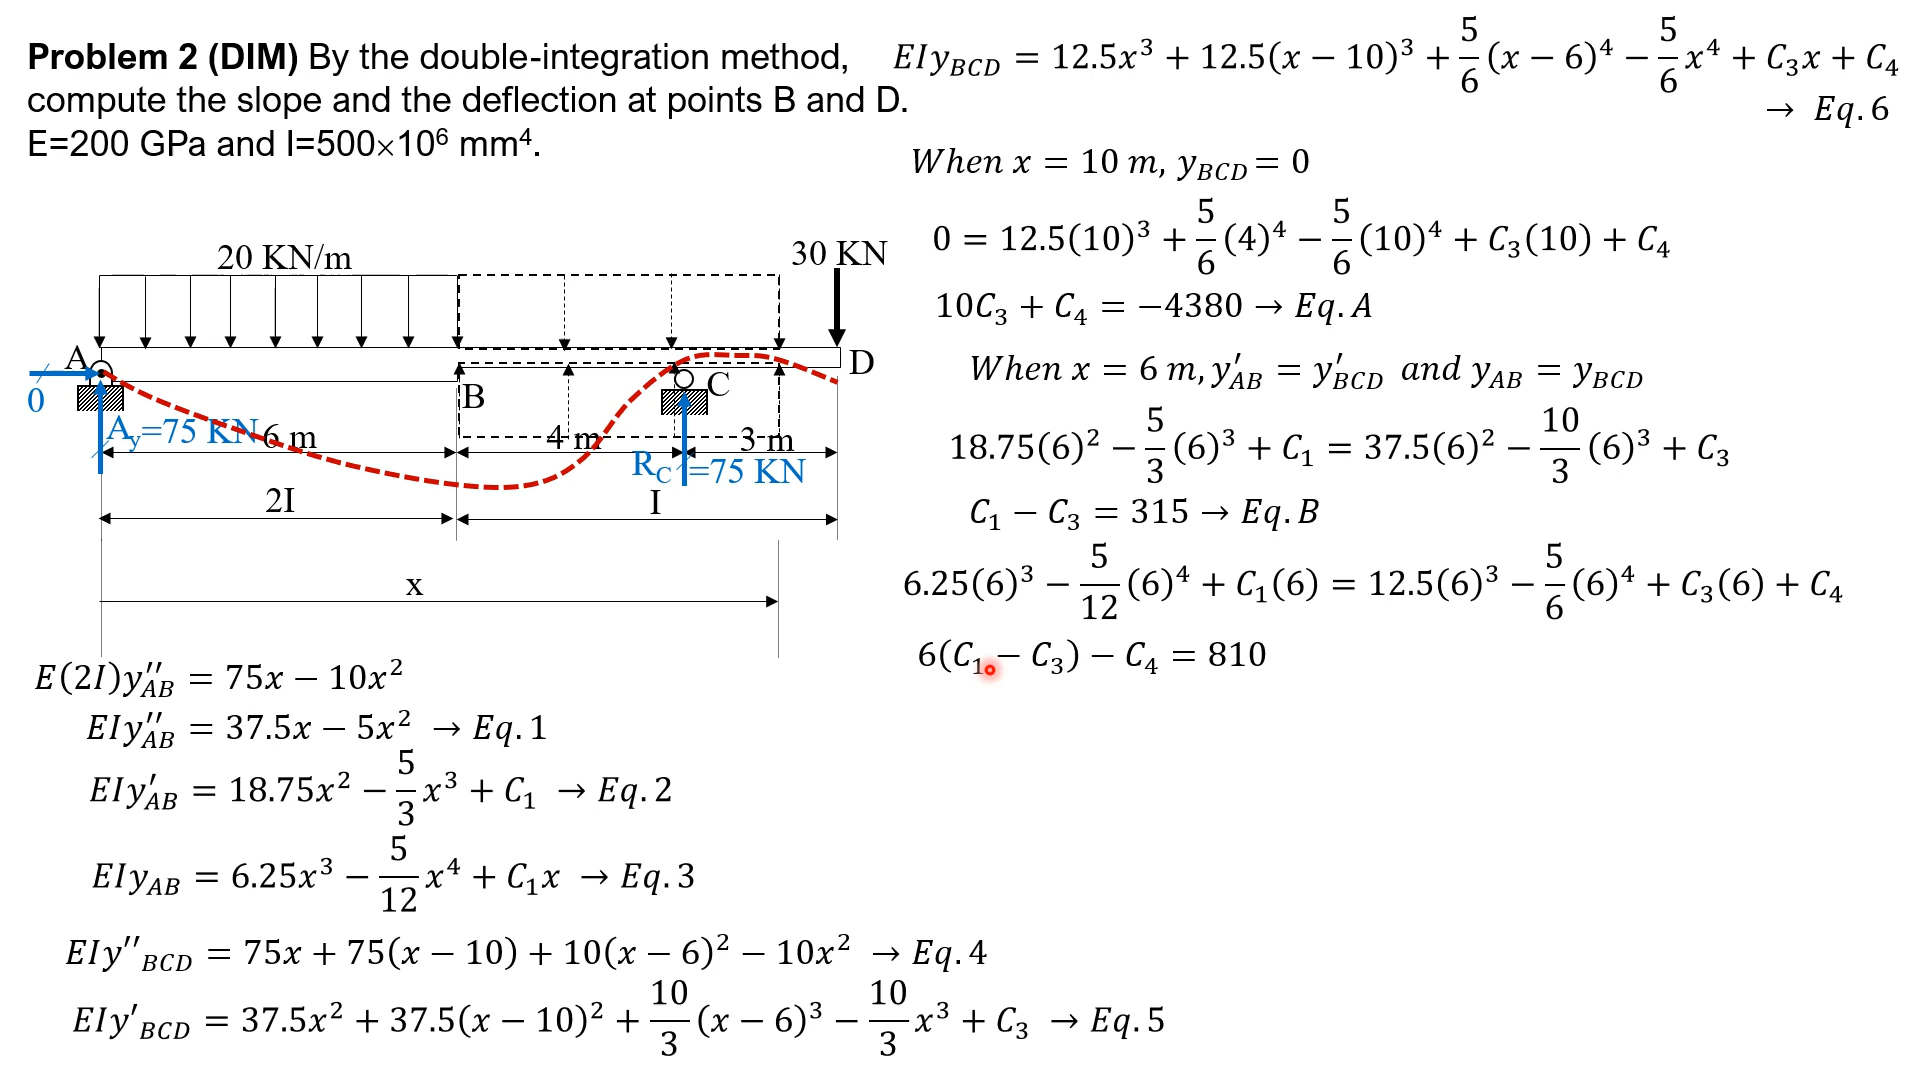 Problem 2 (DIM) By the double-integration method,
compute the slope and the deflection at points B and D.
E=200 GPa and I=500×10⁶ mm⁴.
20 KN/m
30 KN
A
B
C
D
0
A_y=75 KN
6 m
4 m
3 m
R_C=75 KN
2I
I
x
E(2I)y''_AB = 75x − 10x²
EIy''_AB = 37.5x − 5x² → Eq. 1
EIy'_AB = 18.75x² − 5/3 x³ + C₁ → Eq. 2
EIy_AB = 6.25x³ − 5/12 x⁴ + C₁x → Eq. 3
EIy''_BCD = 75x + 75(x − 10) + 10(x − 6)² − 10x² → Eq. 4
EIy'_BCD = 37.5x² + 37.5(x − 10)² + 10/3 (x − 6)³ − 10/3 x³ + C₃ → Eq. 5
EIy_BCD = 12.5x³ + 12.5(x − 10)³ + 5/6 (x − 6)⁴ − 5/6 x⁴ + C₃x + C₄
→ Eq. 6
When x = 10 m, y_BCD = 0
0 = 12.5(10)³ + 5/6 (4)⁴ − 5/6 (10)⁴ + C₃(10) + C₄
10C₃ + C₄ = −4380 → Eq. A
When x = 6 m, y'_AB = y'_BCD and y_AB = y_BCD
18.75(6)² − 5/3 (6)³ + C₁ = 37.5(6)² − 10/3 (6)³ + C₃
C₁ − C₃ = 315 → Eq. B
6.25(6)³ − 5/12 (6)⁴ + C₁(6) = 12.5(6)³ − 5/6 (6)⁴ + C₃(6) + C₄
6(C₁ − C₃) − C₄ = 810